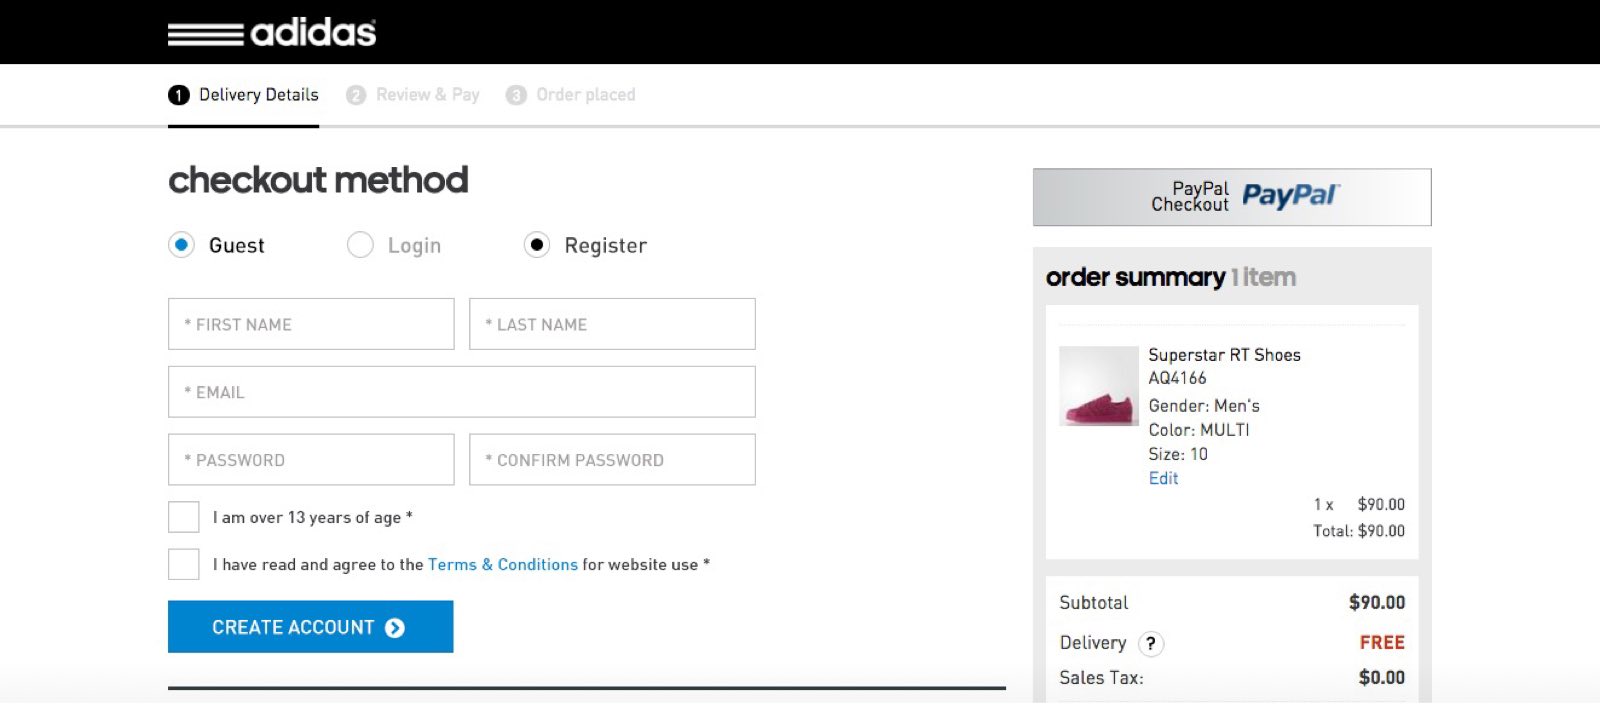 adidas
1 Delivery Details 2 Review & Pay 3 Order placed
checkout method
Guest Login Register
* FIRST NAME * LAST NAME
* EMAIL
* PASSWORD * CONFIRM PASSWORD
I am over 13 years of age *
I have read and agree to the Terms & Conditions for website use *
CREATE ACCOUNT
PayPal
Checkout
PayPal
order summary 1 item
Superstar RT Shoes
AQ4166
Gender: Men's
Color: MULTI
Size: 10
Edit
1 x $90.00
Total: $90.00
Subtotal $90.00
Delivery ? FREE
Sales Tax: $0.00